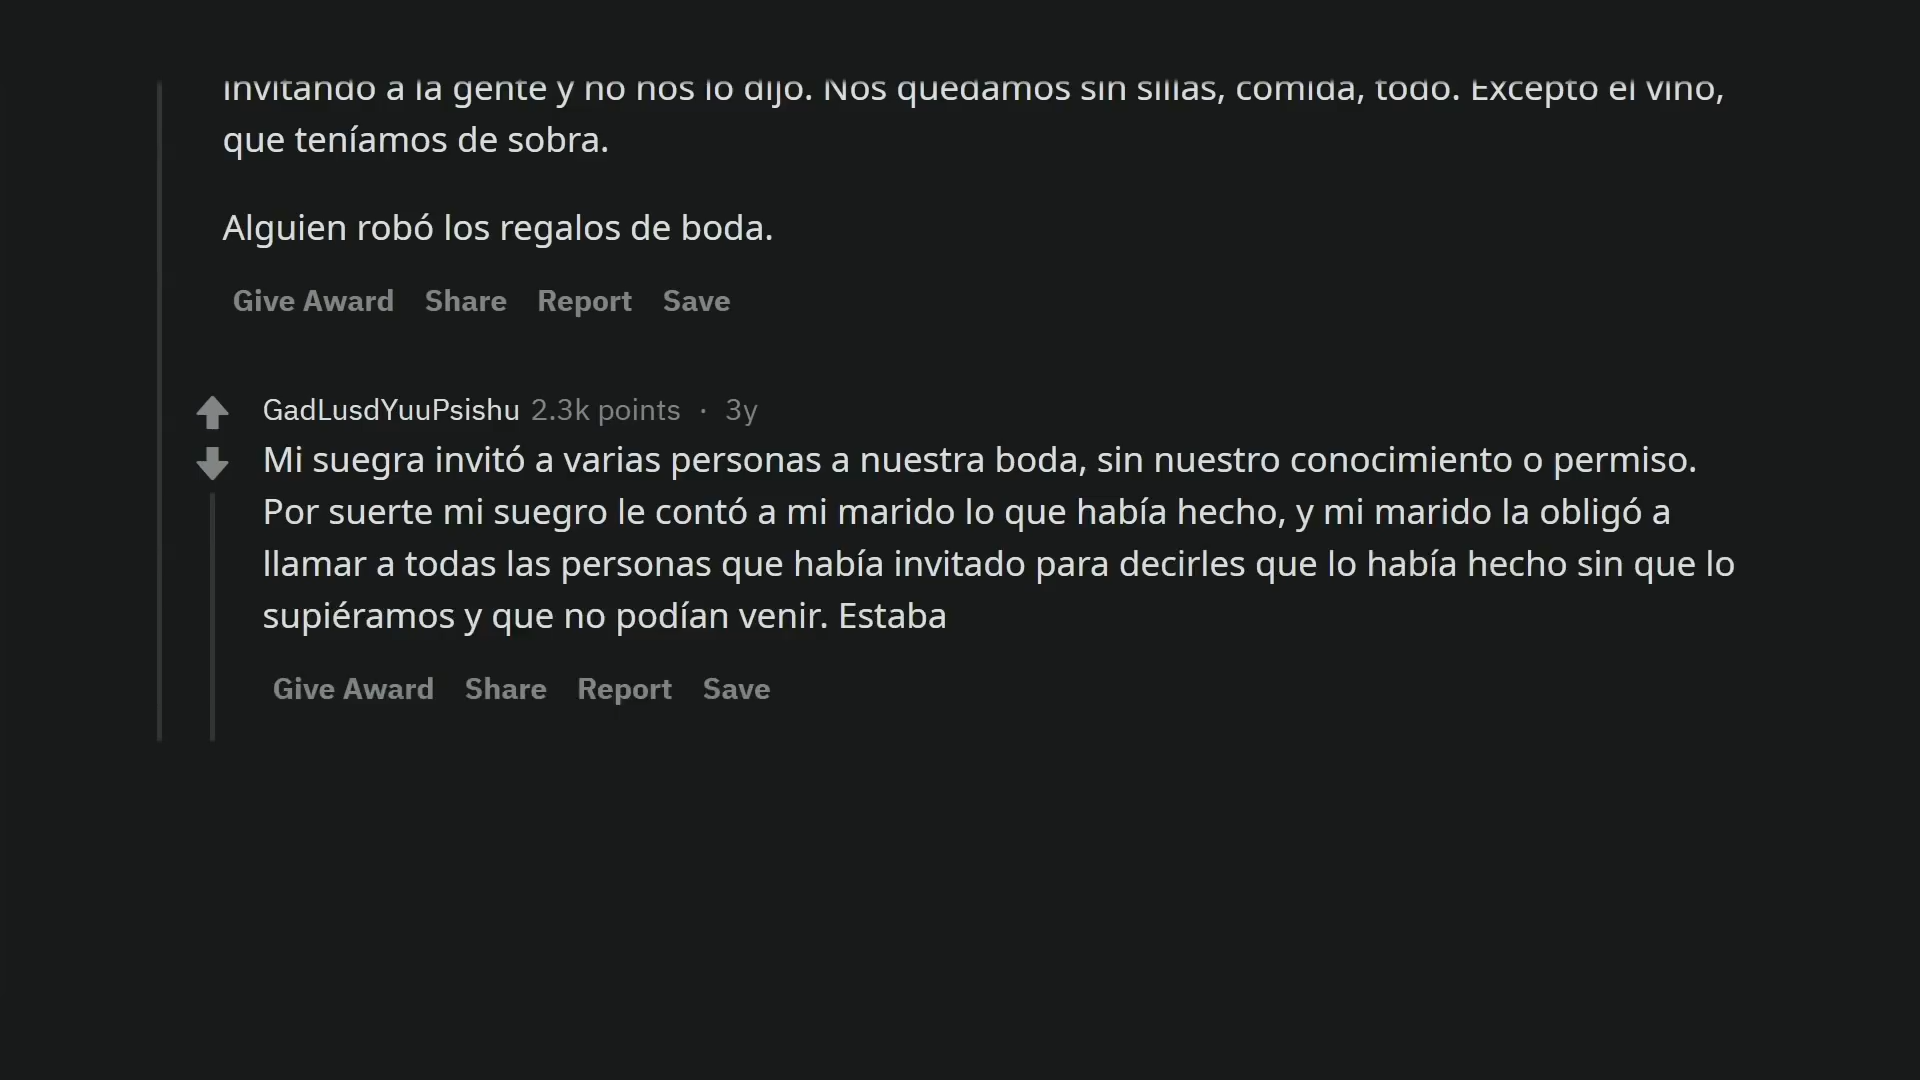 invitando a la gente y no nos lo dijo. Nos quedamos sin sillas, comida, todo. Excepto el vino,
que teníamos de sobra.
Alguien robó los regalos de boda.
Give Award Share Report Save
GadLusdYuuPsishu 2.3k points · 3y
Mi suegra invitó a varias personas a nuestra boda, sin nuestro conocimiento o permiso.
Por suerte mi suegro le contó a mi marido lo que había hecho, y mi marido la obligó a
llamar a todas las personas que había invitado para decirles que lo había hecho sin que lo
supiéramos y que no podían venir. Estaba
Give Award Share Report Save